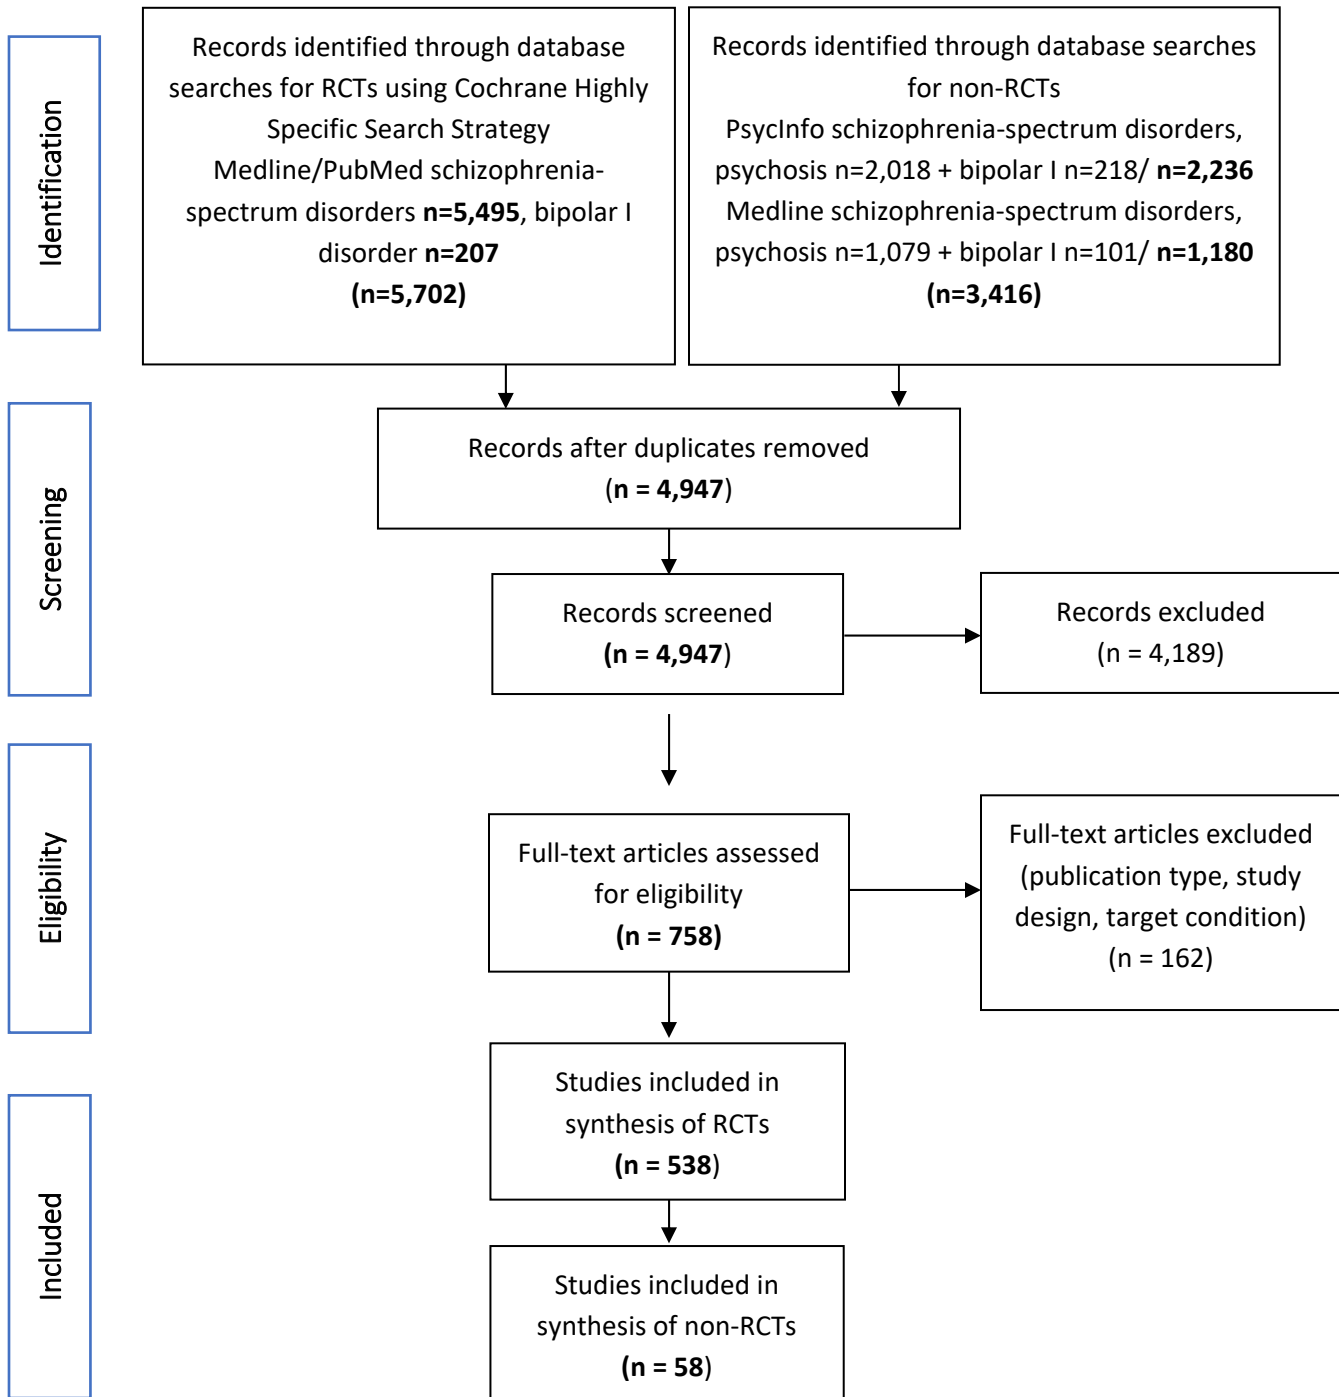 Identification
Records identified through database
searches for RCTs using Cochrane Highly
Specific Search Strategy
Medline/PubMed schizophrenia-
spectrum disorders n=5,495, bipolar I
disorder n=207
(n=5,702)
Records identified through database searches
for non-RCTs
PsycInfo schizophrenia-spectrum disorders,
psychosis n=2,018 + bipolar I n=218/ n=2,236
Medline schizophrenia-spectrum disorders,
psychosis n=1,079 + bipolar I n=101/ n=1,180
(n=3,416)
Screening
Records after duplicates removed
(n = 4,947)
Records screened
(n = 4,947)
Records excluded
(n = 4,189)
Eligibility
Full-text articles assessed
for eligibility
(n = 758)
Full-text articles excluded
(publication type, study
design, target condition)
(n = 162)
Included
Studies included in
synthesis of RCTs
(n = 538)
Studies included in
synthesis of non-RCTs
(n = 58)